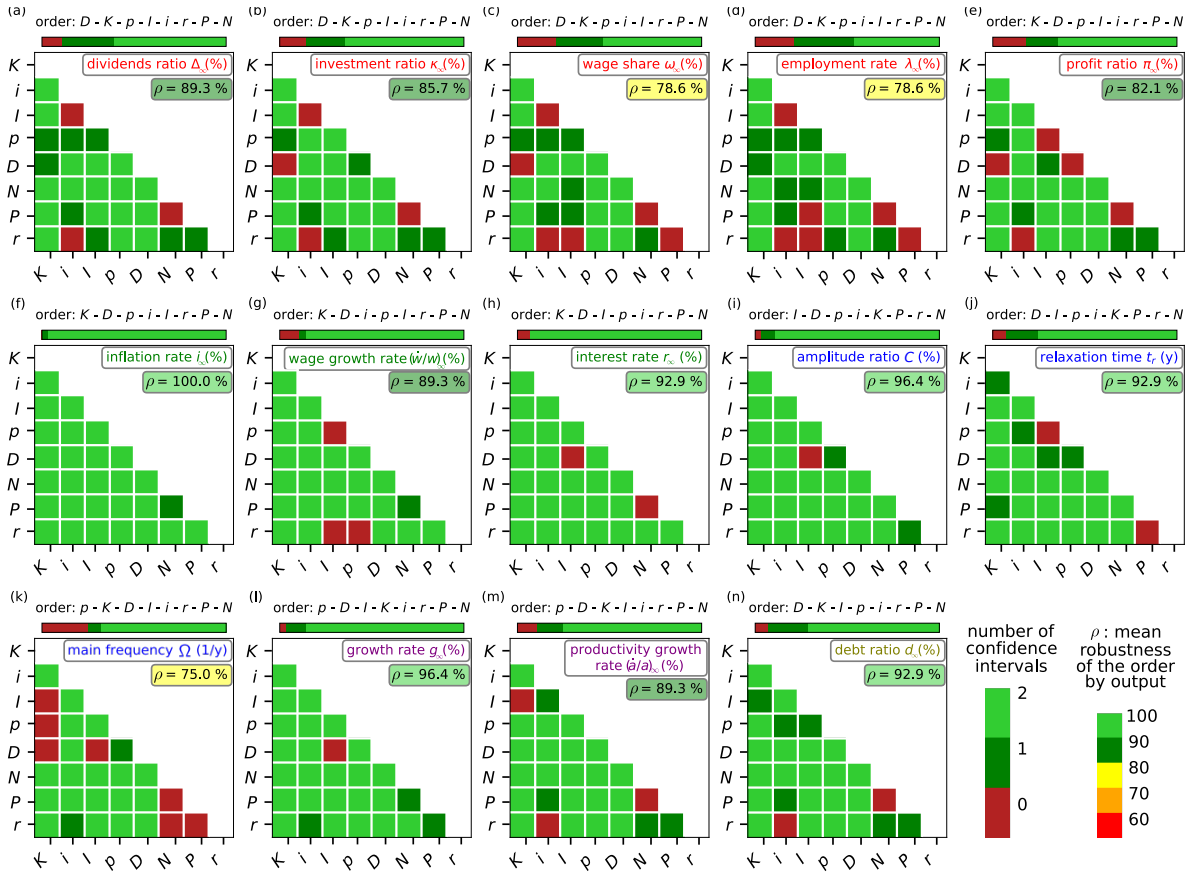 (a)
order: D - K - p - I - i - r - P - N
dividends ratio Δ∞(%)
ρ = 89.3 %
K
i
I
p
D
N
P
r
K i I p D N P r
(b)
order: D - K - p - I - i - r - P - N
investment ratio κ∞(%)
ρ = 85.7 %
K i I p D N P r
(c)
order: D - K - p - I - i - r - P - N
wage share ω∞(%)
ρ = 78.6 %
K i I p D N P r
(d)
order: D - K - p - I - i - r - P - N
employment rate λ∞(%)
ρ = 78.6 %
K i I p D N P r
(e)
order: K - D - p - I - i - r - P - N
profit ratio π∞(%)
ρ = 82.1 %
K
i
I
p
D
N
P
r
K i I p D N P r
(f)
order: K - D - p - i - I - r - P - N
inflation rate i∞(%)
ρ = 100.0 %
K
i
I
p
D
N
P
r
K i I p D N P r
(g)
order: K - D - i - p - I - r - P - N
wage growth rate(ẇ/w)∞(%)
ρ = 89.3 %
K
i
I
p
D
N
P
r
K i I p D N P r
(h)
order: K - D - I - p - i - r - P - N
interest rate r∞ (%)
ρ = 92.9 %
K
i
I
p
D
N
P
r
K i I p D N P r
(i)
order: I - D - p - K - i - r - P - N
amplitude ratio C (%)
ρ = 96.4 %
K
i
I
p
D
N
P
r
K i I p D N P r
(j)
order: D - I - p - i - K - r - P - N
relaxation time tr (y)
ρ = 92.9 %
K
i
I
p
D
N
P
r
K i I p D N P r
(k)
order: p - K - D - I - i - r - P - N
main frequency Ω (1/y)
ρ = 75.0 %
K
i
I
p
D
N
P
r
K i I p D N P r
(l)
order: p - D - I - K - i - r - P - N
growth rate g∞(%)
ρ = 96.4 %
K
i
I
p
D
N
P
r
K i I p D N P r
(m)
order: p - D - K - I - i - r - P - N
productivity growth
rate (ȧ/a)∞(%)
ρ = 89.3 %
K
i
I
p
D
N
P
r
K i I p D N P r
(n)
order: D - K - I - p - i - r - P - N
debt ratio d∞(%)
ρ = 92.9 %
K
i
I
p
D
N
P
r
K i I p D N P r
number of
confidence
intervals
2
1
0
ρ : mean
robustness
of the order
by output
100
90
80
70
60